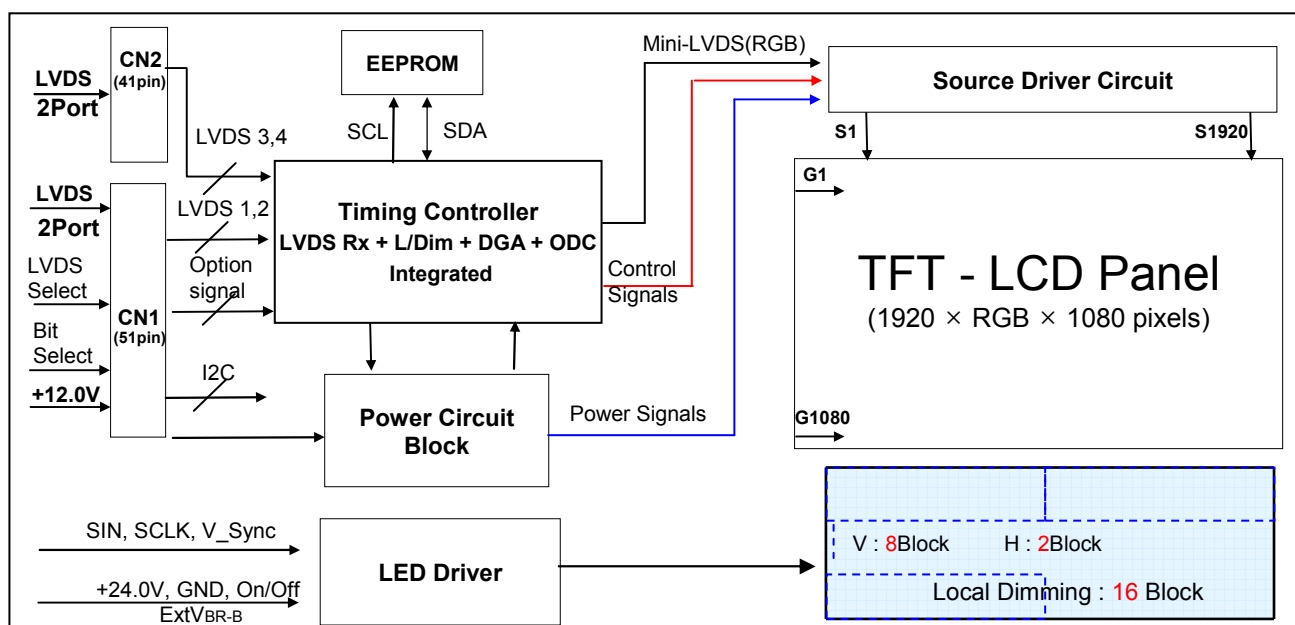 CN2
(41pin)
LVDS
2Port
LVDS 3,4
EEPROM
SCL
SDA
Mini-LVDS(RGB)
Source Driver Circuit
S1
S1920
LVDS
2Port
LVDS 1,2
LVDS
Select
Option
signal
CN1
(51pin)
Bit
Select
+12.0V
I2C
Timing Controller
LVDS Rx + L/Dim + DGA + ODC
Integrated
Control
Signals
G1
TFT - LCD Panel
(1920 × RGB × 1080 pixels)
G1080
Power Circuit
Block
Power Signals
SIN, SCLK, V_Sync
+24.0V, GND, On/Off
ExtVBR-B
LED Driver
V : 8Block
H : 2Block
Local Dimming : 16 Block